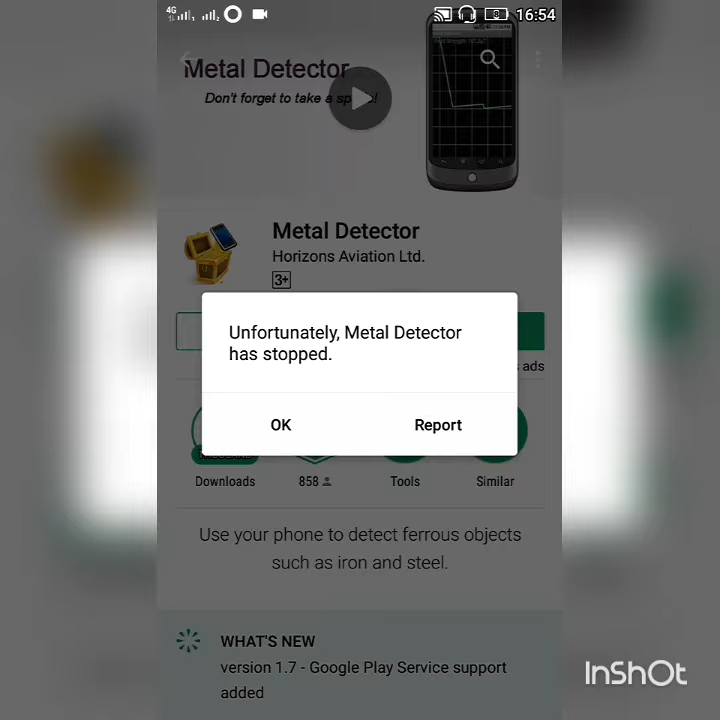 4G
16:54
Metal Detector
Don't forget to take a
Metal Detector
Horizons Aviation Ltd.
3+
Unfortunately, Metal Detector
has stopped.
ads
OK
Report
Downloads
858
Tools
Similar
Use your phone to detect ferrous objects
such as iron and steel.
WHAT'S NEW
version 1.7 - Google Play Service support
added
InShOt